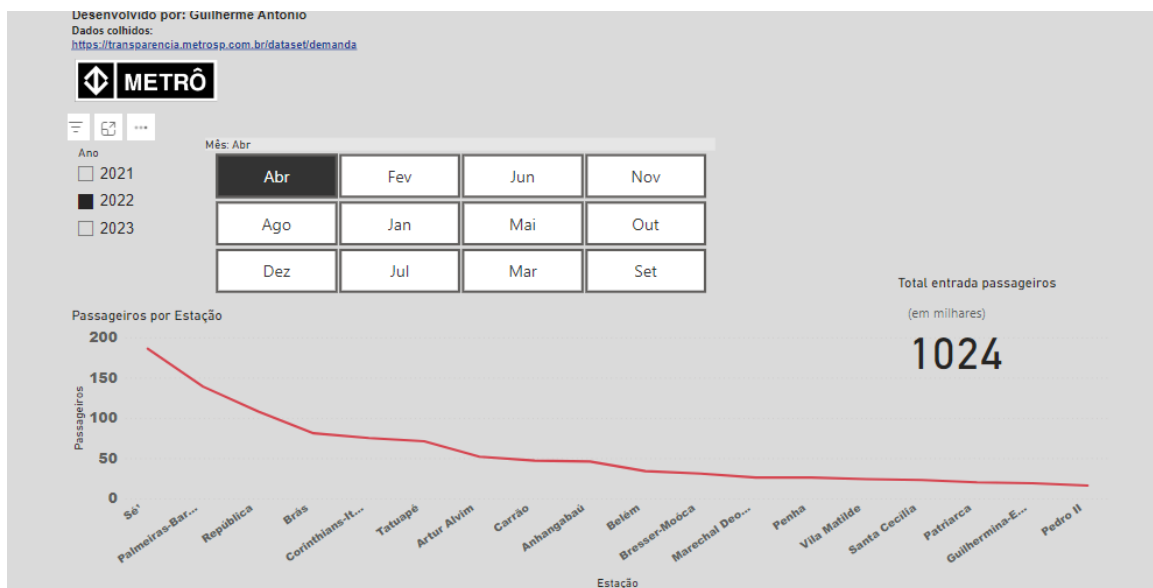 Desenvolvido por: Guilherme Antonio
Dados colhidos:
https://transparencia.metrosp.com.br/dataset/demanda
METRÔ
Ano
2021
2022
2023
Mês: Abr
Abr Fev Jun Nov
Ago Jan Mai Out
Dez Jul Mar Set
Total entrada passageiros
(em milhares)
1024
Passageiros por Estação
Passageiros
200
150
100
50
0
Sé'
Palmeiras-Bar...
República
Brás
Corinthians-It...
Tatuapé
Artur Alvim
Carrão
Anhangabaú
Belém
Bresser-Moóca
Marechal Deo...
Penha
Vila Matilde
Santa Cecília
Patriarca
Guilhermina-E...
Pedro II
Estação